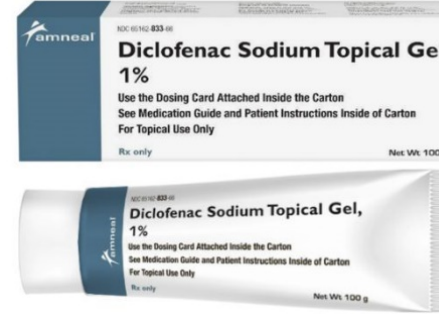 amneal
NDC 65162-833-66
Diclofenac Sodium Topical Ge
1%
Use the Dosing Card Attached Inside the Carton
See Medication Guide and Patient Instructions Inside of Carton
For Topical Use Only
Rx only
Net Wt. 100
amneal
NDC 65162-833-66
Diclofenac Sodium Topical Gel,
1%
Use the Dosing Card Attached Inside the Carton
See Medication Guide and Patient Instructions Inside of Carton
For Topical Use Only
Rx only
Net Wt. 100 g